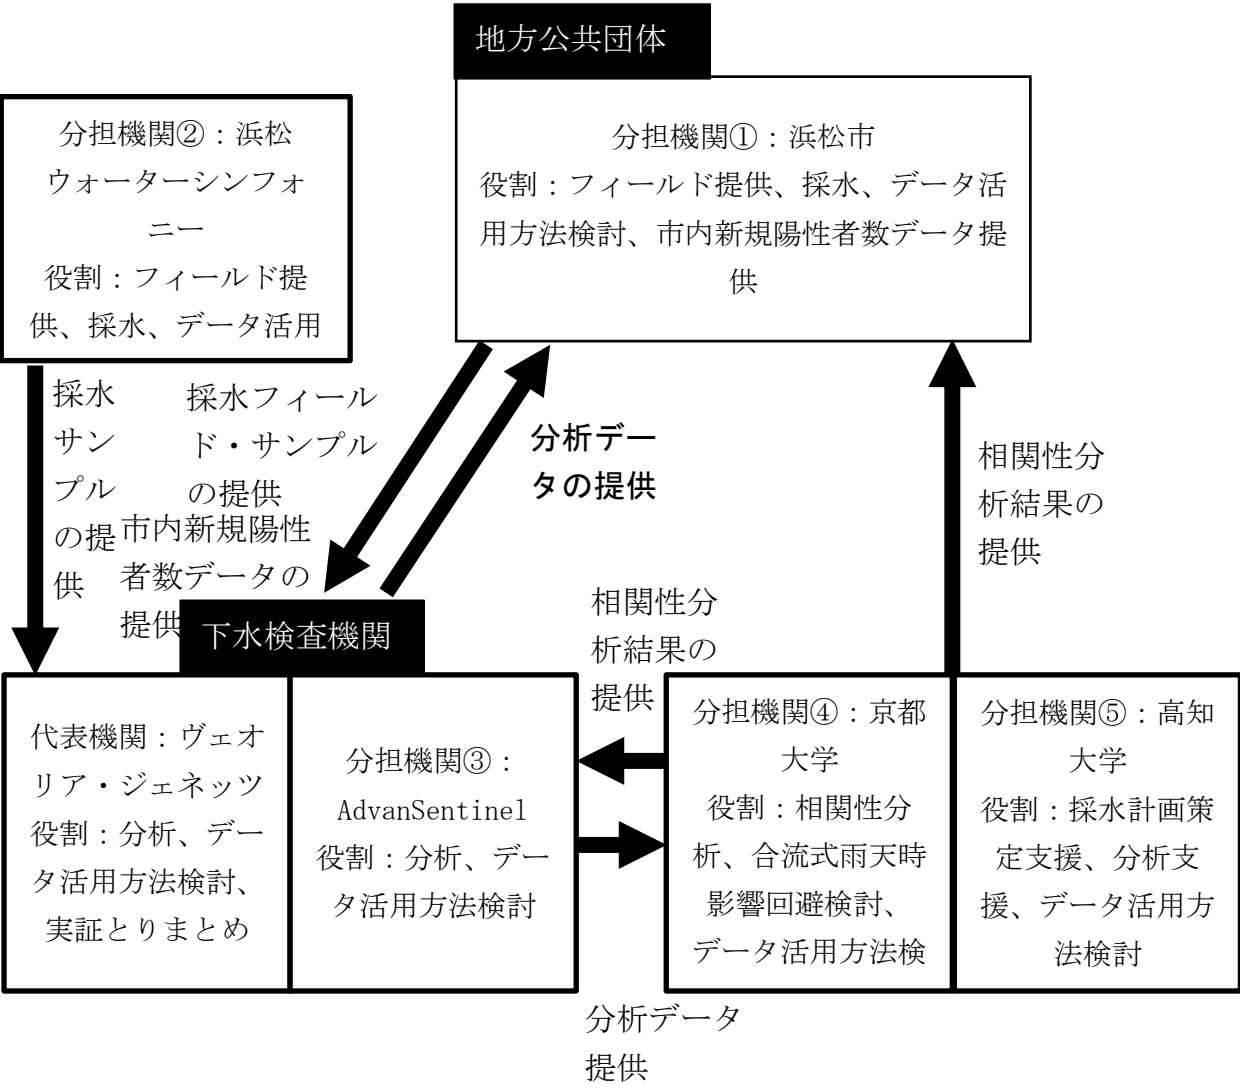 地方公共団体
分担機関①：浜松市
役割：フィールド提供、採水、データ活
用方法検討、市内新規陽性者数データ提
供
分担機関②：浜松
ウォーターシンフォ
ニー
役割：フィールド提
供、採水、データ活用
採水
サン
プル
の提
供
採水フィール
ド・サンプル
の提供
市内新規陽性
者数データの
提供
分析デー
タの提供
相関性分
析結果の
提供
下水検査機関
相関性分
析結果の
提供
代表機関：ヴェオ
リア・ジェネッツ
役割：分析、デー
タ活用方法検討、
実証とりまとめ
分担機関③：
AdvanSentinel
役割：分析、デー
タ活用方法検討
分担機関④：京都
大学
役割：相関性分
析、合流式雨天時
影響回避検討、
データ活用方法検
分担機関⑤：高知
大学
役割：採水計画策
定支援、分析支
援、データ活用方
法検討
分析データ
提供